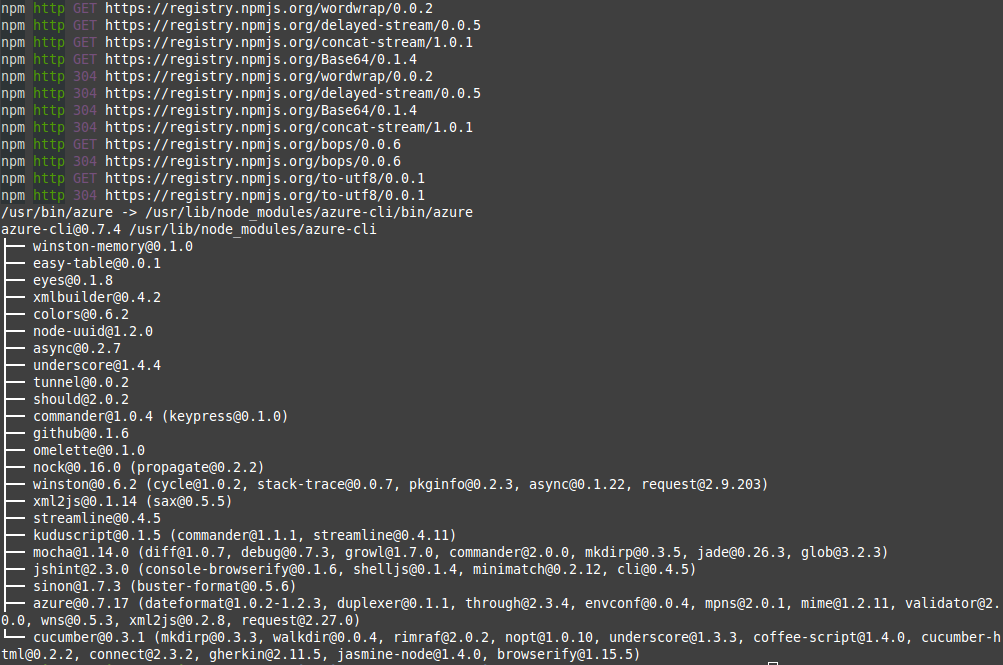 npm http GET https://registry.npmjs.org/wordwrap/0.0.2
npm http GET https://registry.npmjs.org/delayed-stream/0.0.5
npm http GET https://registry.npmjs.org/concat-stream/1.0.1
npm http GET https://registry.npmjs.org/Base64/0.1.4
npm http 304 https://registry.npmjs.org/wordwrap/0.0.2
npm http 304 https://registry.npmjs.org/delayed-stream/0.0.5
npm http 304 https://registry.npmjs.org/Base64/0.1.4
npm http 304 https://registry.npmjs.org/concat-stream/1.0.1
npm http GET https://registry.npmjs.org/bops/0.0.6
npm http 304 https://registry.npmjs.org/bops/0.0.6
npm http GET https://registry.npmjs.org/to-utf8/0.0.1
npm http 304 https://registry.npmjs.org/to-utf8/0.0.1
/usr/bin/azure -> /usr/lib/node_modules/azure-cli/bin/azure
azure-cli@0.7.4 /usr/lib/node_modules/azure-cli
├── winston-memory@0.1.0
├── easy-table@0.0.1
├── eyes@0.1.8
├── xmlbuilder@0.4.2
├── colors@0.6.2
├── node-uuid@1.2.0
├── async@0.2.7
├── underscore@1.4.4
├── tunnel@0.0.2
├── should@2.0.2
├── commander@1.0.4 (keypress@0.1.0)
├── github@0.1.6
├── omelette@0.1.0
├── nock@0.16.0 (propagate@0.2.2)
├── winston@0.6.2 (cycle@1.0.2, stack-trace@0.0.7, pkginfo@0.2.3, async@0.1.22, request@2.9.203)
├── xml2js@0.1.14 (sax@0.5.5)
├── streamline@0.4.5
├── kuduscript@0.1.5 (commander@1.1.1, streamline@0.4.11)
├── mocha@1.14.0 (diff@1.0.7, debug@0.7.3, growl@1.7.0, commander@2.0.0, mkdirp@0.3.5, jade@0.26.3, glob@3.2.3)
├── jshint@2.3.0 (console-browserify@0.1.6, shelljs@0.1.4, minimatch@0.2.12, cli@0.4.5)
├── sinon@1.7.3 (buster-format@0.5.6)
├── azure@0.7.17 (dateformat@1.0.2-1.2.3, duplexer@0.1.1, through@2.3.4, envconf@0.0.4, mpns@2.0.1, mime@1.2.11, validator@2.
0.0, wns@0.5.3, xml2js@0.2.8, request@2.27.0)
└── cucumber@0.3.1 (mkdirp@0.3.3, walkdir@0.0.4, rimraf@2.0.2, nopt@1.0.10, underscore@1.3.3, coffee-script@1.4.0, cucumber-h
tml@0.2.2, connect@2.3.2, gherkin@2.11.5, jasmine-node@1.4.0, browserify@1.15.5)